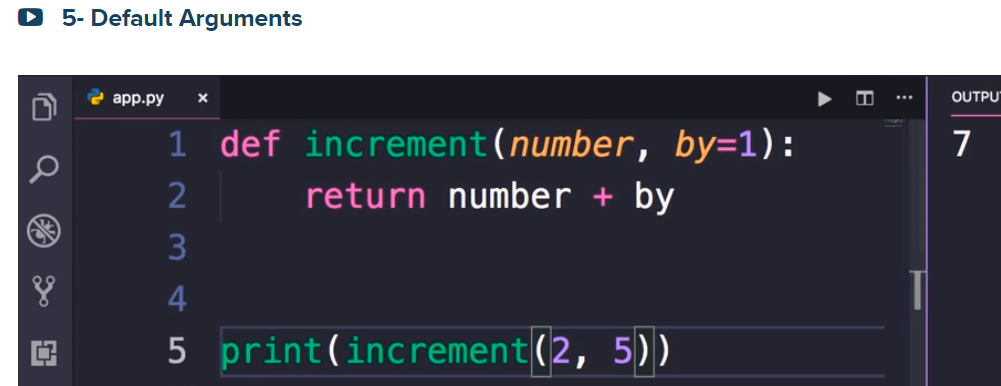 5- Default Arguments
app.py x
OUTPU
1 def increment(number, by=1):
7
2     return number + by
3
4
5 print(increment(2, 5))